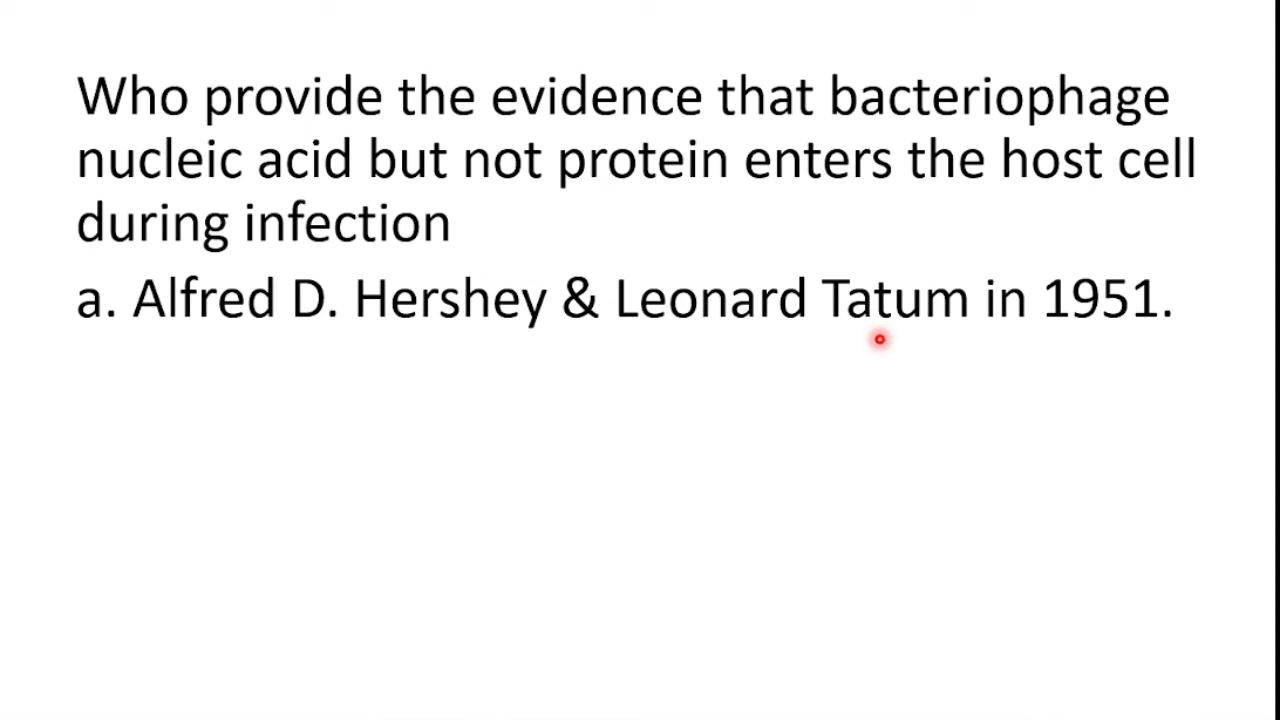 Who provide the evidence that bacteriophage
nucleic acid but not protein enters the host cell
during infection
a. Alfred D. Hershey & Leonard Tatum in 1951.